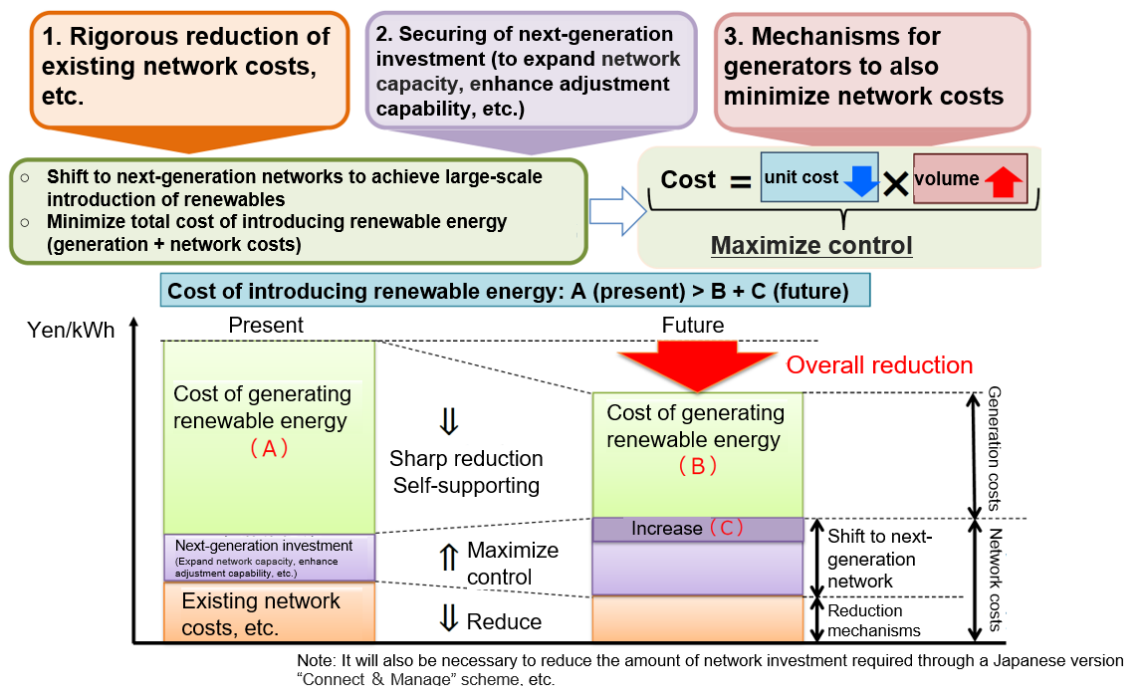 1. Rigorous reduction of
existing network costs,
etc.
2. Securing of next-generation
investment (to expand network
capacity, enhance adjustment
capability, etc.)
3. Mechanisms for
generators to also
minimize network costs
○ Shift to next-generation networks to achieve large-scale
introduction of renewables
○ Minimize total cost of introducing renewable energy
(generation + network costs)
Cost = unit cost × volume
Maximize control
Cost of introducing renewable energy: A (present) > B + C (future)
Yen/kWh
Present
Future
Overall reduction
Cost of generating
renewable energy
(A)
Sharp reduction
Self-supporting
Cost of generating
renewable energy
(B)
Generation costs
Next-generation investment
(Expand network capacity, enhance
adjustment capability, etc.)
Maximize
control
Increase (C)
Shift to next-
generation
network
Network costs
Existing network
costs, etc.
Reduce
Reduction
mechanisms
Note: It will also be necessary to reduce the amount of network investment required through a Japanese version
“Connect & Manage” scheme, etc.